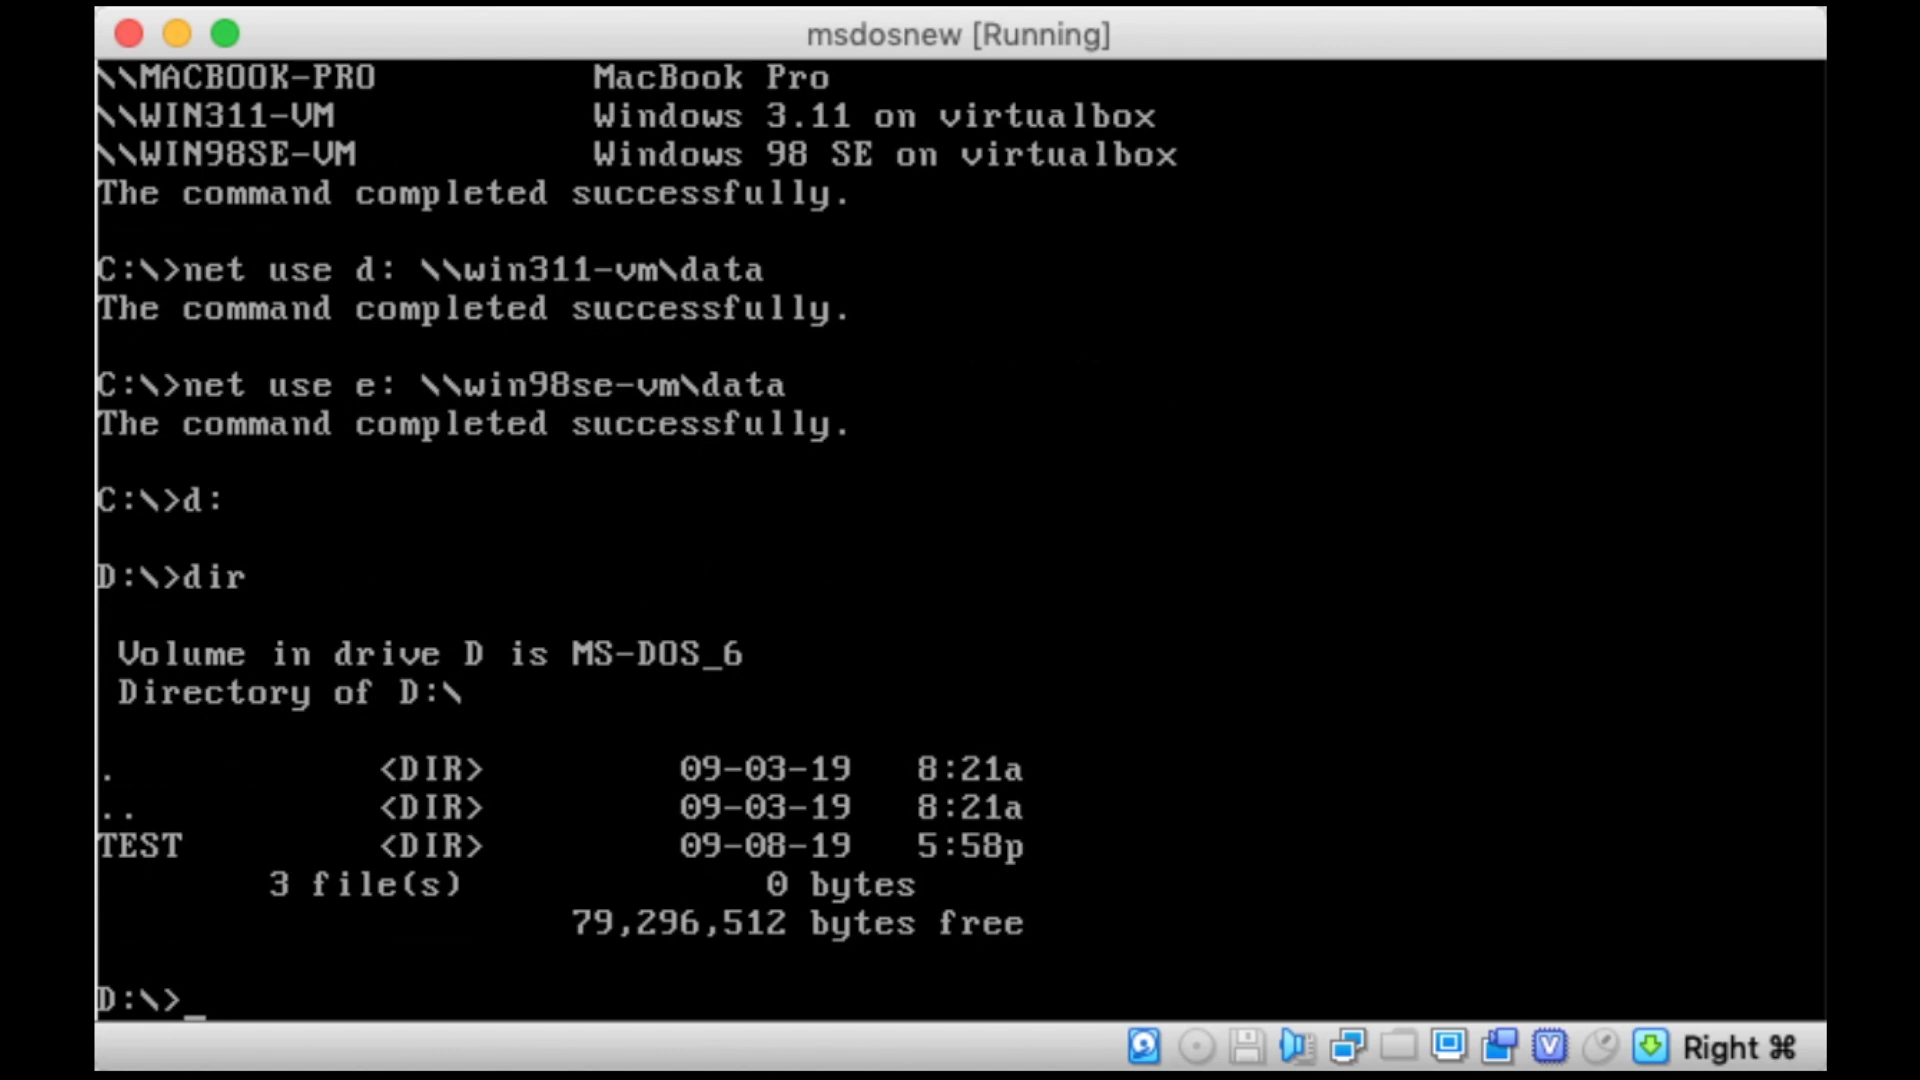 msdosnew [Running]
\\MACBOOK-PRO          MacBook Pro
\\WIN311-VM            Windows 3.11 on virtualbox
\\WIN98SE-VM           Windows 98 SE on virtualbox
The command completed successfully.
C:\>net use d: \\win311-vm\data
The command completed successfully.
C:\>net use e: \\win98se-vm\data
The command completed successfully.
C:\>d:
D:\>dir
Volume in drive D is MS-DOS_6
Directory of D:\
.            <DIR>         09-03-19   8:21a
..           <DIR>         09-03-19   8:21a
TEST         <DIR>         09-08-19   5:58p
3 file(s)              0 bytes
79,296,512 bytes free
D:\>_
V Right ⌘